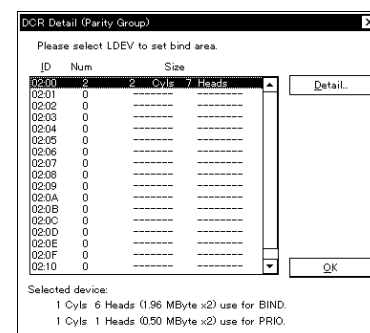 DCR Detail (Parity Group)
Please select LDEV to set bind area.
ID Num Size
02:00 2 2 Cyls 7 Heads
02:01 0 -------- --------
02:02 0 -------- --------
02:03 0 -------- --------
02:04 0 -------- --------
02:05 0 -------- --------
02:06 0 -------- --------
02:07 0 -------- --------
02:08 0 -------- --------
02:09 0 -------- --------
02:0A 0 -------- --------
02:0B 0 -------- --------
02:0C 0 -------- --------
02:0D 0 -------- --------
02:0E 0 -------- --------
02:0F 0 -------- --------
02:10 0 -------- --------
Detail...
OK
Selected device:
1 Cyls 6 Heads (1.96 MByte x2) use for BIND.
1 Cyls 1 Heads (0.50 MByte x2) use for PRIO.